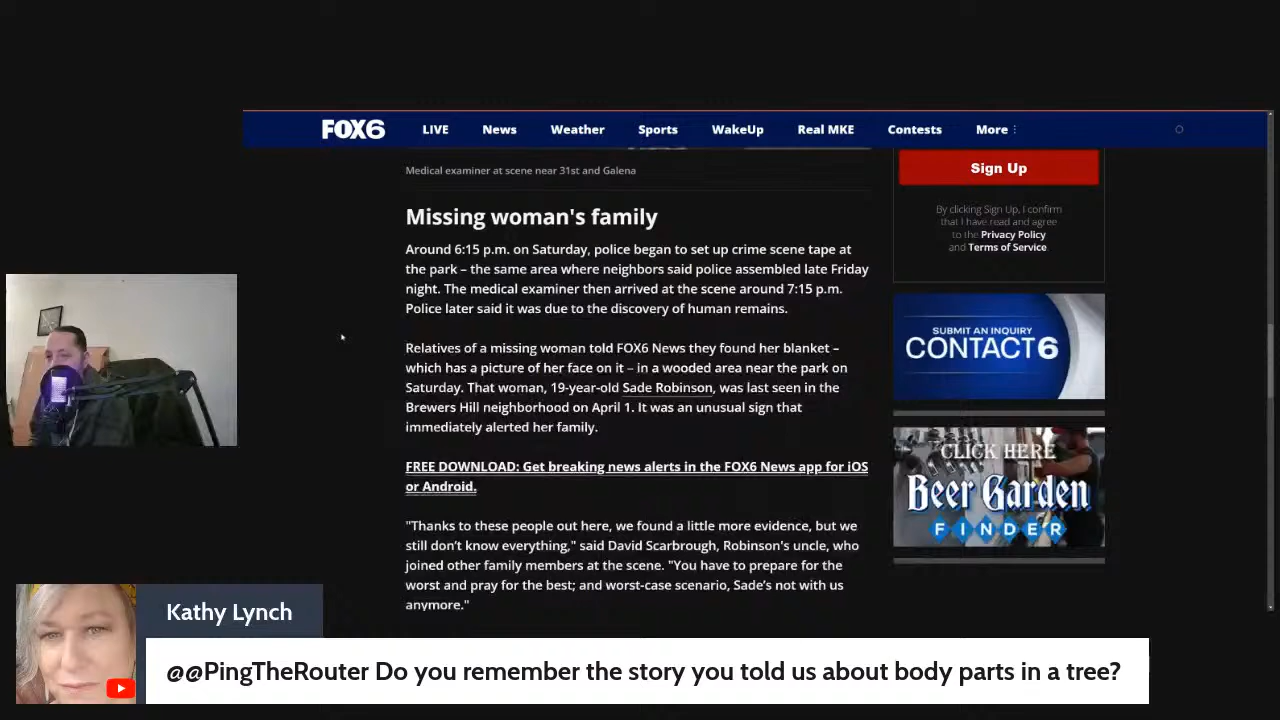 FOX6 LIVE News Weather Sports WakeUp Real MKE Contests More
Medical examiner at scene near 31st and Galena
Missing woman's family
Around 6:15 p.m. on Saturday, police began to set up crime scene tape at
the park – the same area where neighbors said police assembled late Friday
night. The medical examiner then arrived at the scene around 7:15 p.m.
Police later said it was due to the discovery of human remains.
Relatives of a missing woman told FOX6 News they found her blanket –
which has a picture of her face on it – in a wooded area near the park on
Saturday. That woman, 19-year-old Sade Robinson, was last seen in the
Brewers Hill neighborhood on April 1. It was an unusual sign that
immediately alerted her family.
FREE DOWNLOAD: Get breaking news alerts in the FOX6 News app for iOS
or Android.
"Thanks to these people out here, we found a little more evidence, but we
still don’t know everything," said David Scarbrough, Robinson's uncle, who
joined other family members at the scene. "You have to prepare for the
worst and pray for the best; and worst-case scenario, Sade’s not with us
anymore."
Sign Up
By clicking Sign Up, I confirm
that I have read and agree
to the Privacy Policy
and Terms of Service
SUBMIT AN INQUIRY
CONTACT 6
CLICK HERE
Beer Garden
FINDER
Kathy Lynch
@@PingTheRouter Do you remember the story you told us about body parts in a tree?